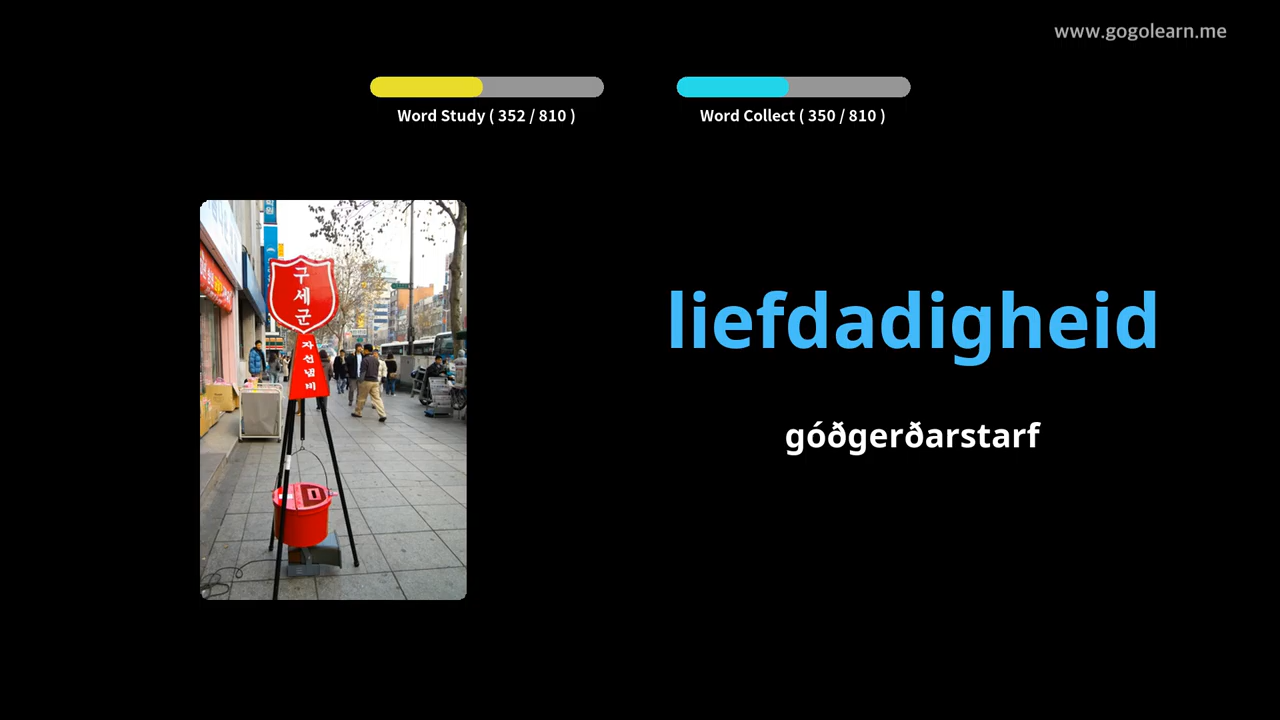 www.gogolearn.me
Word Study ( 352 / 810 )
Word Collect ( 350 / 810 )
구
세
군
자
선
냄
비
liefdadigheid
góðgerðarstarf